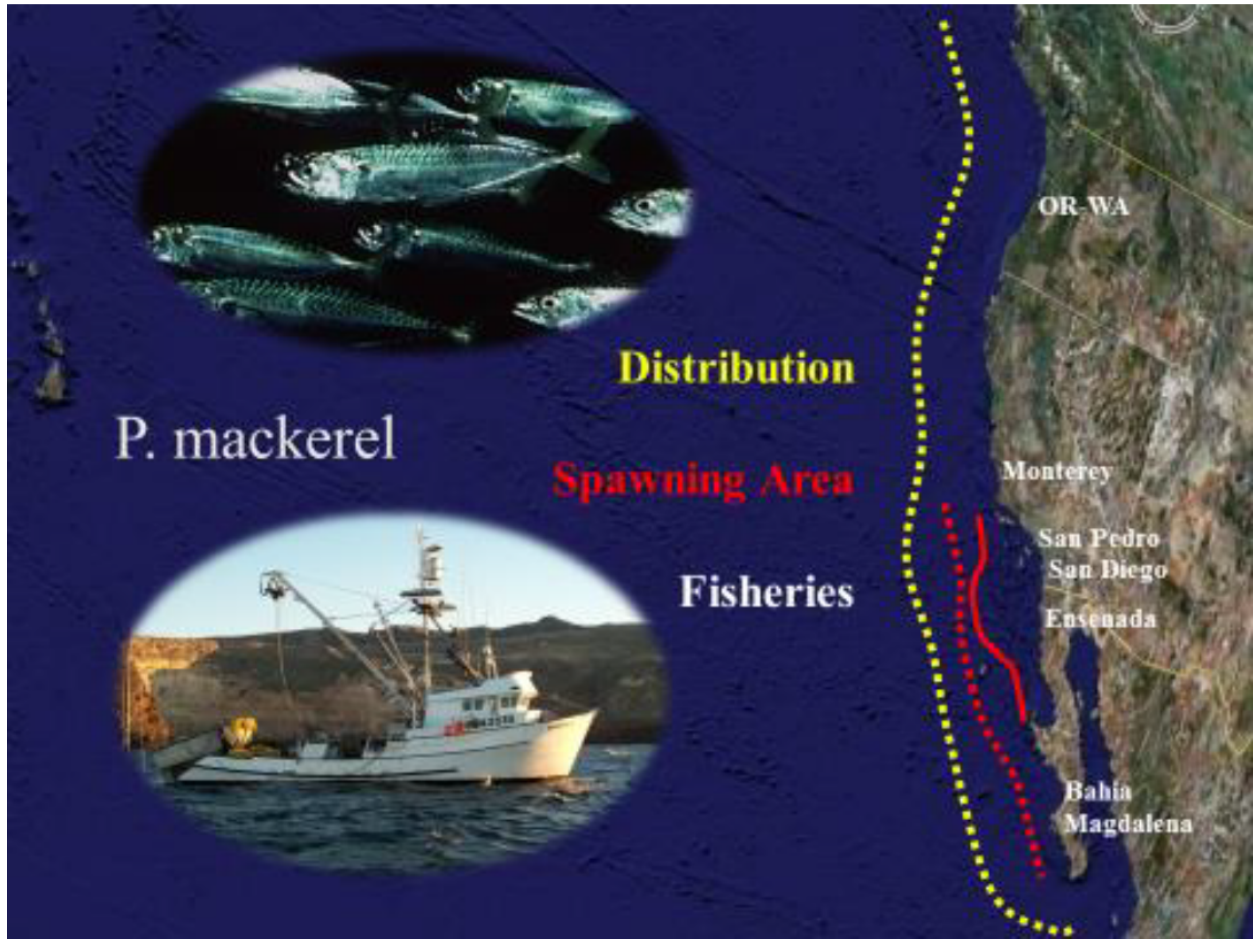 OR-WA
Distribution
P. mackerel
Spawning Area
Monterey
San Pedro
San Diego
Fisheries
Ensenada
Bahia
Magdalena